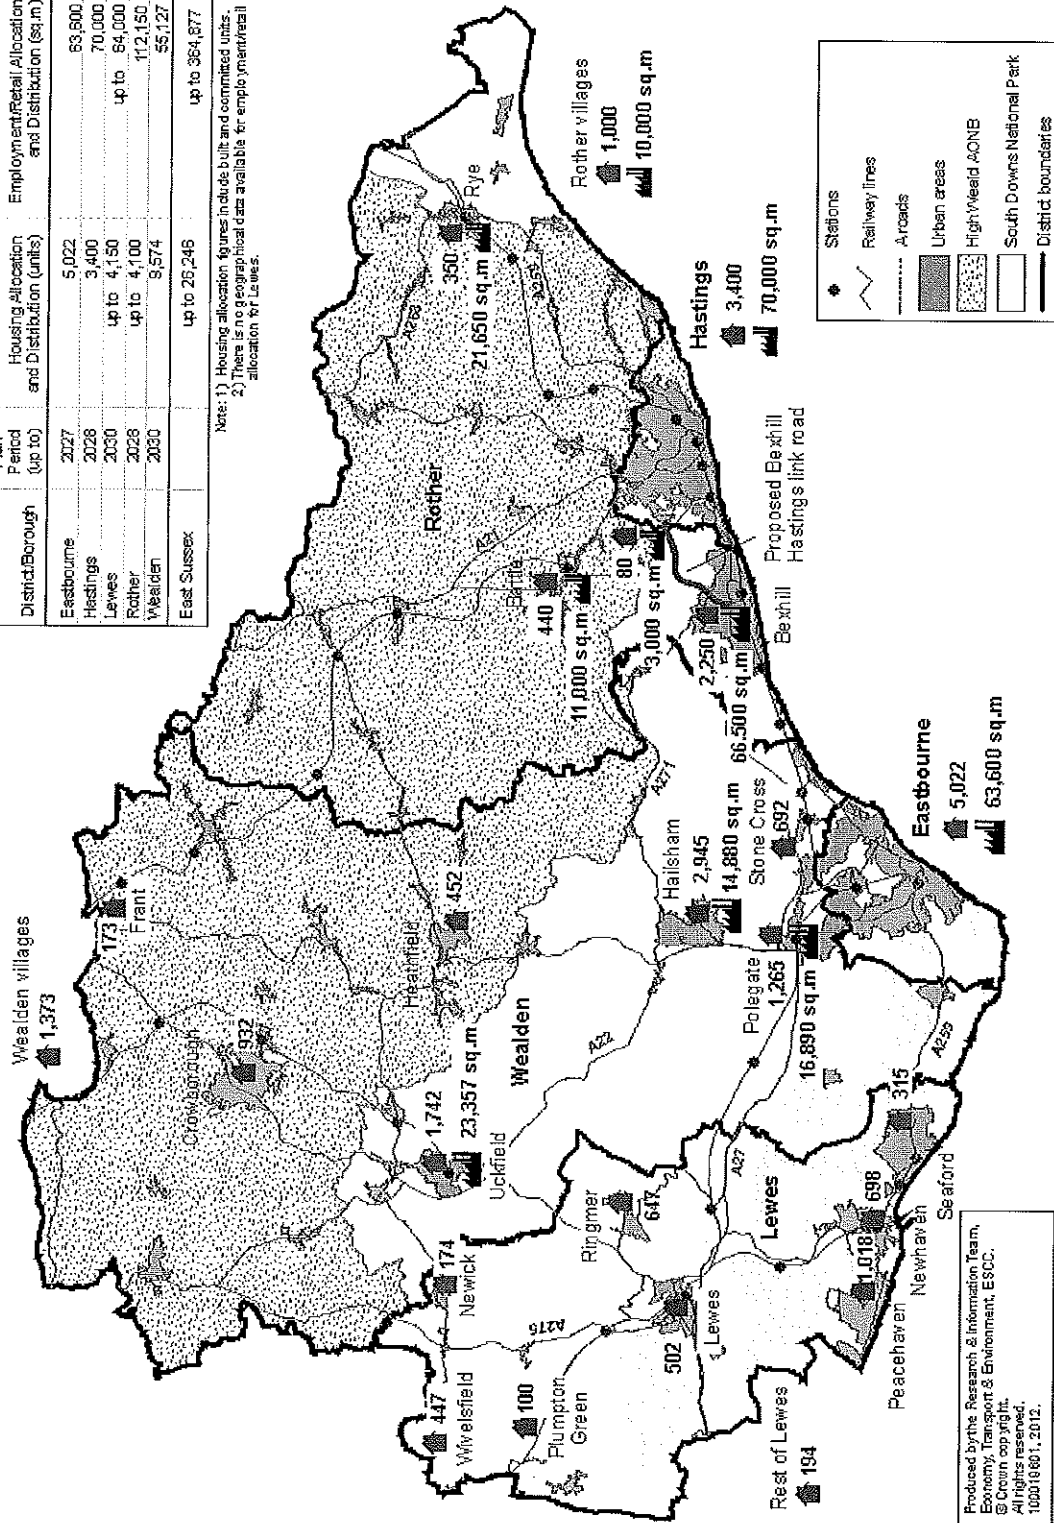 District/Borough
Period
(up to)
Housing Allocation
and Distribution (units)
Employment/Retail Allocation
and Distribution (sq.m)
Eastbourne 2027 5,022 63,600
Hastings 2028 3,400 70,000
Lewes 2030 up to 4,150 up to 64,000
Rother 2028 up to 4,100 112,150
Wealden 2030 9,574 55,127
East Sussex up to 26,246 up to 364,877
Note: 1) Housing allocation figures include built and committed units.
2) There is no geographical data available for employment/retail
allocation for Lewes.
Wealden villages
1,373
173
Frant
Crowborough
932
Heathfield
452
1,742
23,357 sq.m
Uckfield
Wealden
A22
Hailsham
2,945
14,880 sq.m
Stone Cross
692
Polegate
1,265
16,890 sq.m
A271
Rother
A21
Battle
440
11,000 sq.m
80
3,000 sq.m
2,250
66.500 sq.m
Bexhill
Proposed Bexhill
Hastings link road
350
Rye
21,650 sq.m
Rother villages
1,000
10,000 sq.m
Hastings
3,400
70,000 sq.m
Eastbourne
5,022
63,600 sq.m
447
Wivelsfield
174
Newick
100
Plumpton
Green
A275
Ringmer
647
502
Lewes
Lewes
A27
A259
Rest of Lewes
194
Peacehaven
1,018
Newhaven
698
Seaford
315
Stations
Railway lines
A roads
Urban areas
High Weald AONB
South Downs National Park
District boundaries
Produced by the Research & Information Team,
Economy, Transport & Environment, ESCC.
© Crown copyright.
All rights reserved.
100019601, 2012.